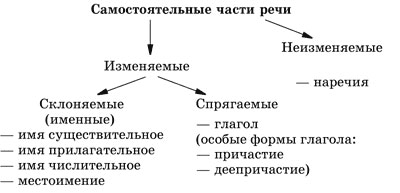 Самостоятельные части речи
Изменяемые
Неизменяемые
— наречия
Склоняемые
(именные)
— имя существительное
— имя прилагательное
— имя числительное
— местоимение
Спрягаемые
— глагол
(особые формы глагола:
— причастие
— деепричастие)